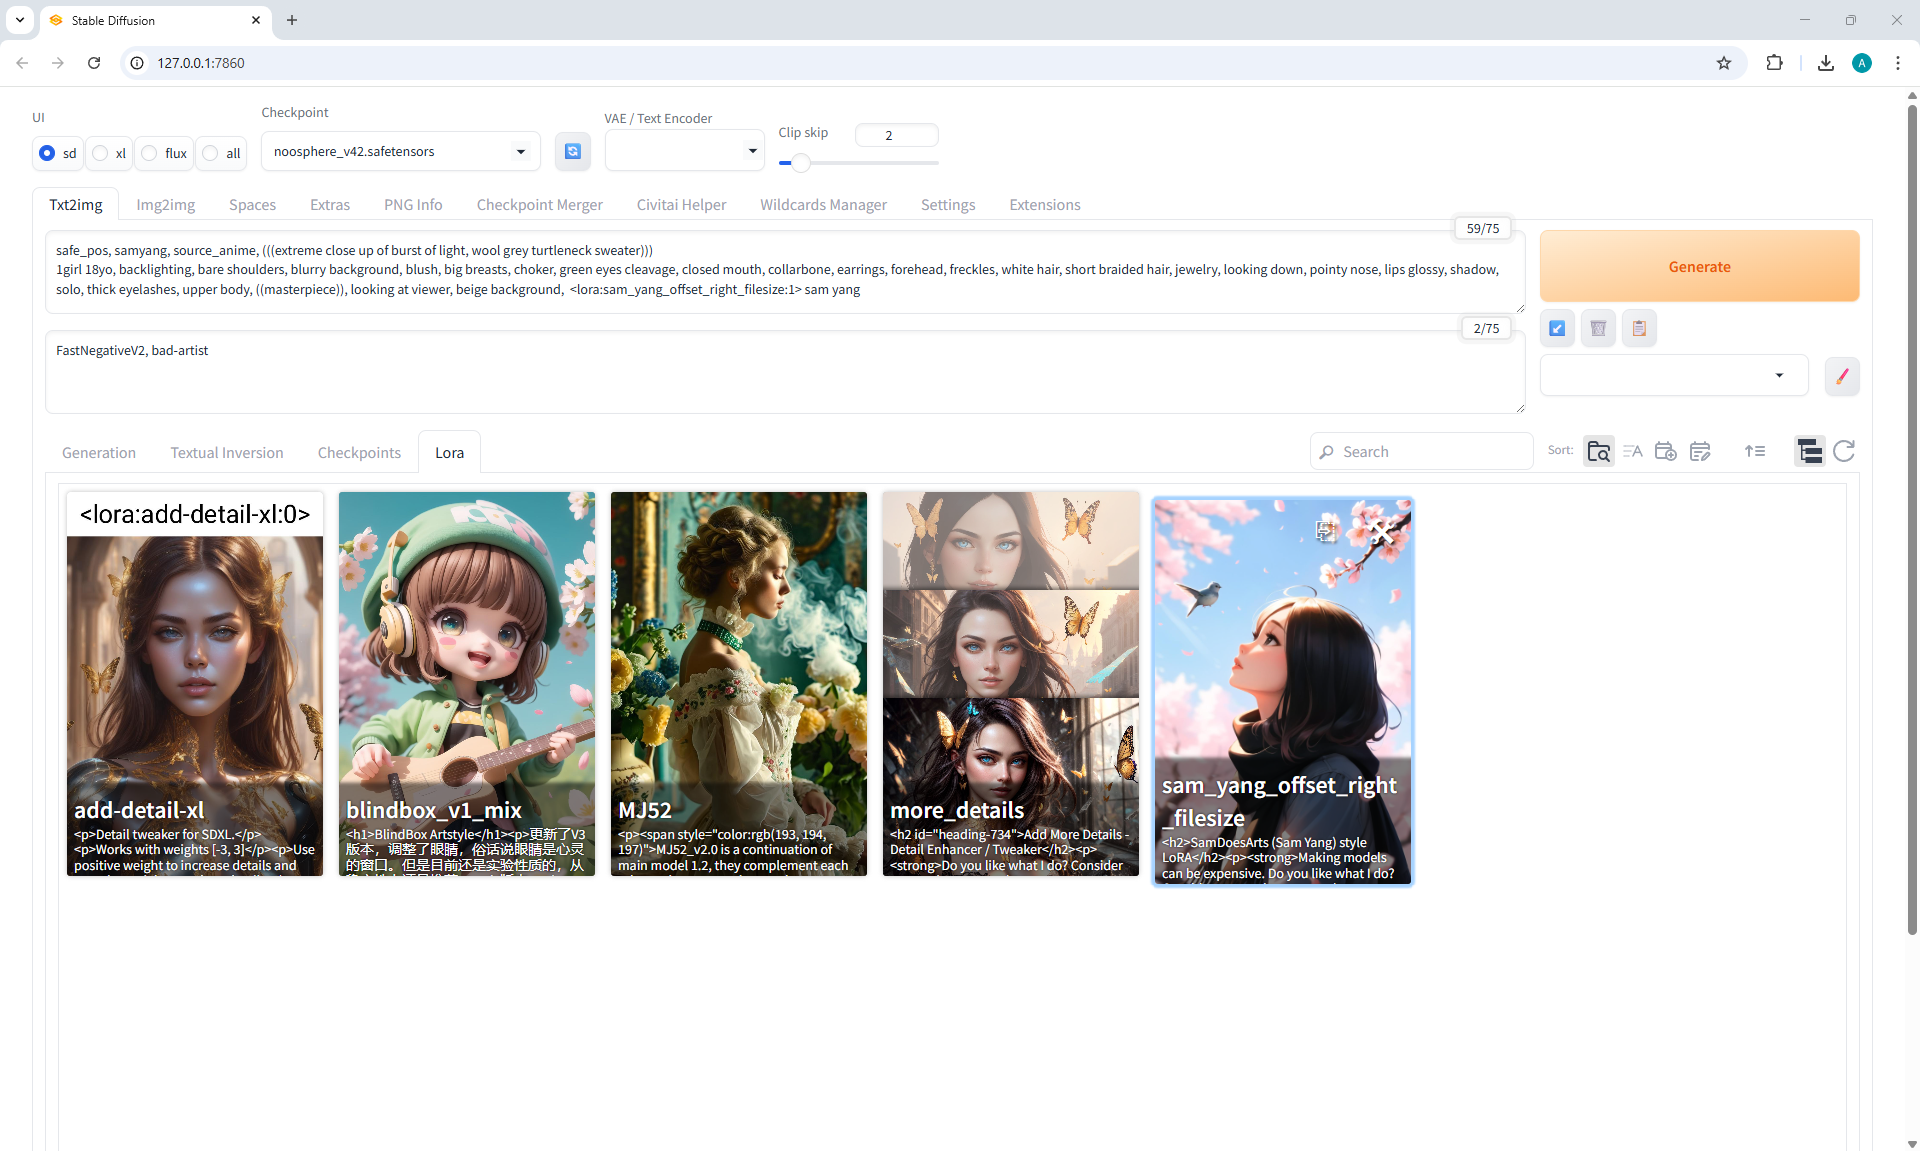 Stable Diffusion
127.0.0.1:7860
UI
sd
xl
flux
all
Checkpoint
noosphere_v42.safetensors
VAE / Text Encoder
Clip skip
2
Txt2img
Img2img
Spaces
Extras
PNG Info
Checkpoint Merger
Civitai Helper
Wildcards Manager
Settings
Extensions
59/75
safe_pos, samyang, source_anime, (((extreme close up of burst of light, wool grey turtleneck sweater)))
1girl 18yo, backlighting, bare shoulders, blurry background, blush, big breasts, choker, green eyes cleavage, closed mouth, collarbone, earrings, forehead, freckles, white hair, short braided hair, jewelry, looking down, pointy nose, lips glossy, shadow,
solo, thick eyelashes, upper body, ((masterpiece)), looking at viewer, beige background,  <lora:sam_yang_offset_right_filesize:1> sam yang
Generate
2/75
FastNegativeV2, bad-artist
Generation
Textual Inversion
Checkpoints
Lora
Search
Sort:
<lora:add-detail-xl:0>
add-detail-xl
<p>Detail tweaker for SDXL.</p>
<p>Works with weights [-3, 3]</p><p>Use
positive weight to increase details and
blindbox_v1_mix
<h1>BlindBox Artstyle</h1><p>更新了V3
版本，调整了眼睛，俗话说眼睛是心灵
的窗口。但是目前还是实验性质的，从
MJ52
<p><span style="color:rgb(193, 194,
197)">MJ52_v2.0 is a continuation of
main model 1.2, they complement each
more_details
<h2 id="heading-734">Add More Details -
Detail Enhancer / Tweaker</h2><p>
<strong>Do you like what I do? Consider
sam_yang_offset_right
_filesize
<h2>SamDoesArts (Sam Yang) style
LoRA</h2><p><strong>Making models
can be expensive. Do you like what I do?
A